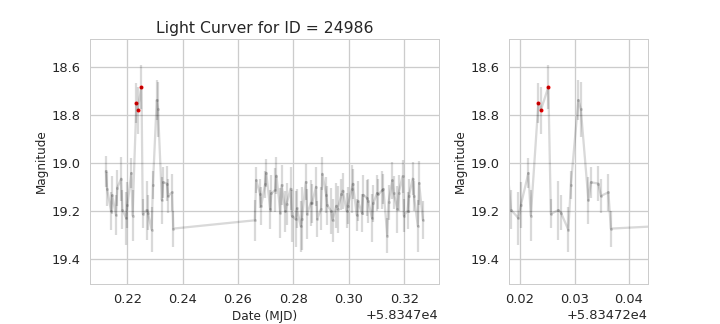 Light Curver for ID = 24986
Magnitude
18.6
18.8
19.0
19.2
19.4
0.22 0.24 0.26 0.28 0.30 0.32
Date (MJD)
+5.8347e4
Magnitude
18.6
18.8
19.0
19.2
19.4
0.02 0.03 0.04
+5.83472e4